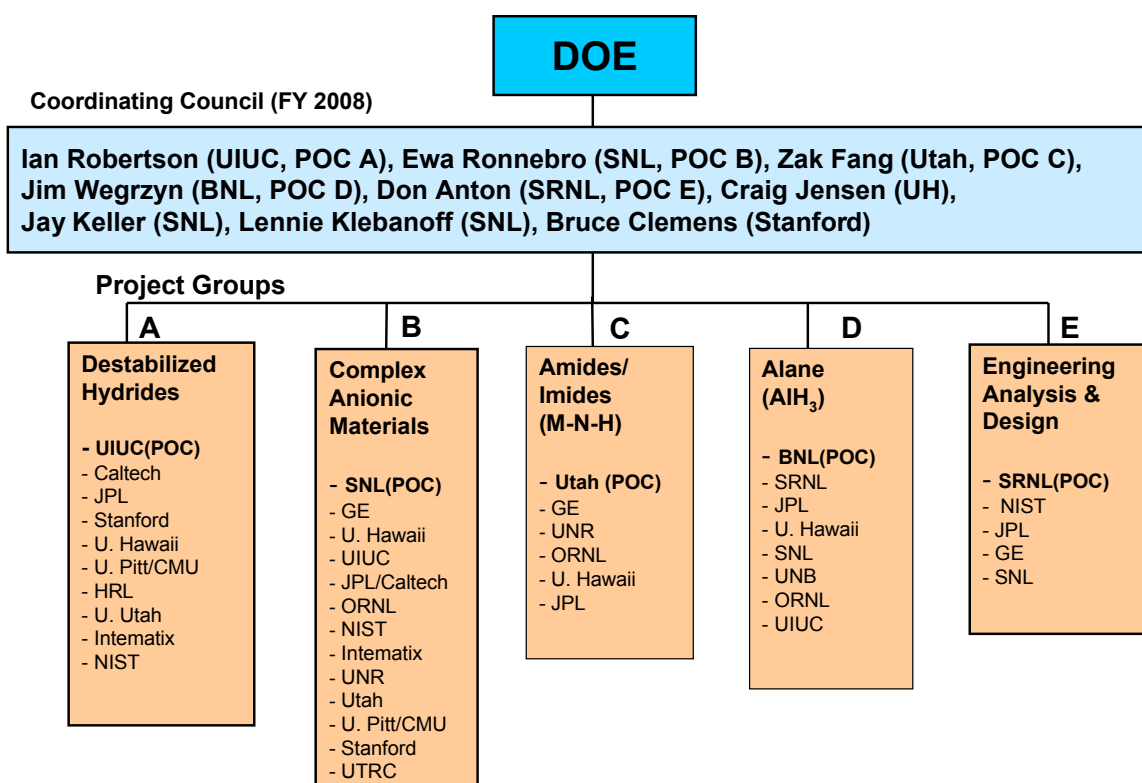 DOE
Coordinating Council (FY 2008)
Ian Robertson (UIUC, POC A), Ewa Ronnebro (SNL, POC B), Zak Fang (Utah, POC C),
Jim Wegrzyn (BNL, POC D), Don Anton (SRNL, POC E), Craig Jensen (UH),
Jay Keller (SNL), Lennie Klebanoff (SNL), Bruce Clemens (Stanford)
Project Groups
A
Destabilized
Hydrides
- UIUC(POC)
- Caltech
- JPL
- Stanford
- U. Hawaii
- U. Pitt/CMU
- HRL
- U. Utah
- Intematix
- NIST
B
Complex
Anionic
Materials
- SNL(POC)
- GE
- U. Hawaii
- UIUC
- JPL/Caltech
- ORNL
- NIST
- Intematix
- UNR
- Utah
- U. Pitt/CMU
- Stanford
- UTRC
C
Amides/
Imides
(M-N-H)
- Utah (POC)
- GE
- UNR
- ORNL
- U. Hawaii
- JPL
D
Alane
(AlH₃)
- BNL(POC)
- SRNL
- JPL
- U. Hawaii
- SNL
- UNB
- ORNL
- UIUC
E
Engineering
Analysis &
Design
- SRNL(POC)
- NIST
- JPL
- GE
- SNL